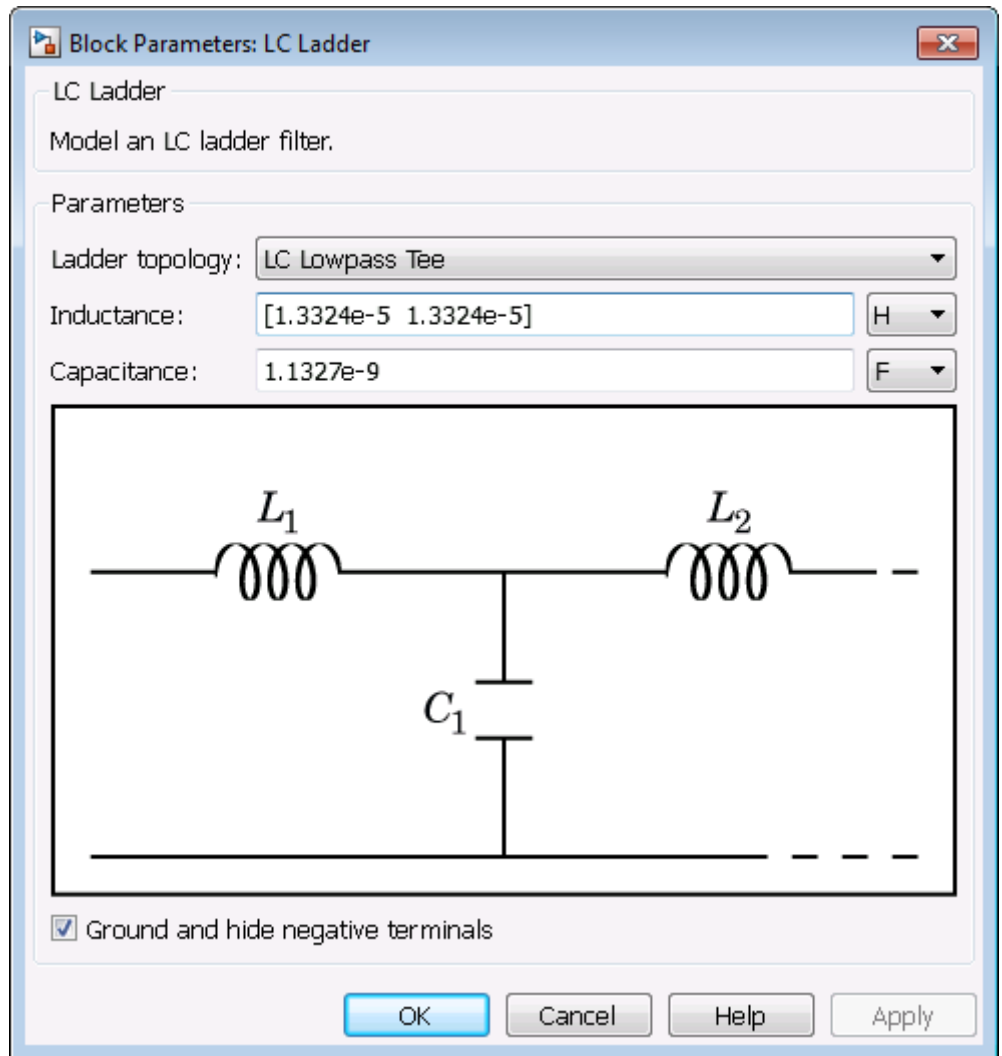 Block Parameters: LC Ladder
LC Ladder
Model an LC ladder filter.
Parameters
Ladder topology: LC Lowpass Tee
Inductance: [1.3324e-5 1.3324e-5] H
Capacitance: 1.1327e-9 F
L1 L2
C1
Ground and hide negative terminals
OK Cancel Help Apply